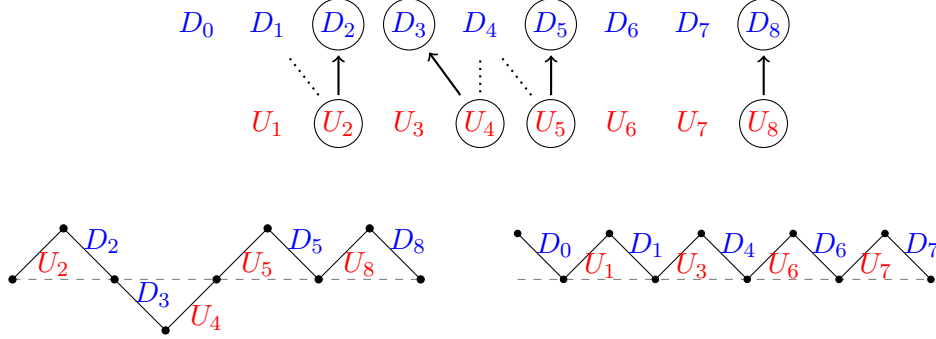 D₀ D₁ D₂ D₃ D₄ D₅ D₆ D₇ D₈
U₁ U₂ U₃ U₄ U₅ U₆ U₇ U₈
U₂ D₂ D₃ U₄ U₅ D₅ U₈ D₈
D₀ U₁ D₁ U₃ D₄ U₆ D₆ U₇ D₇